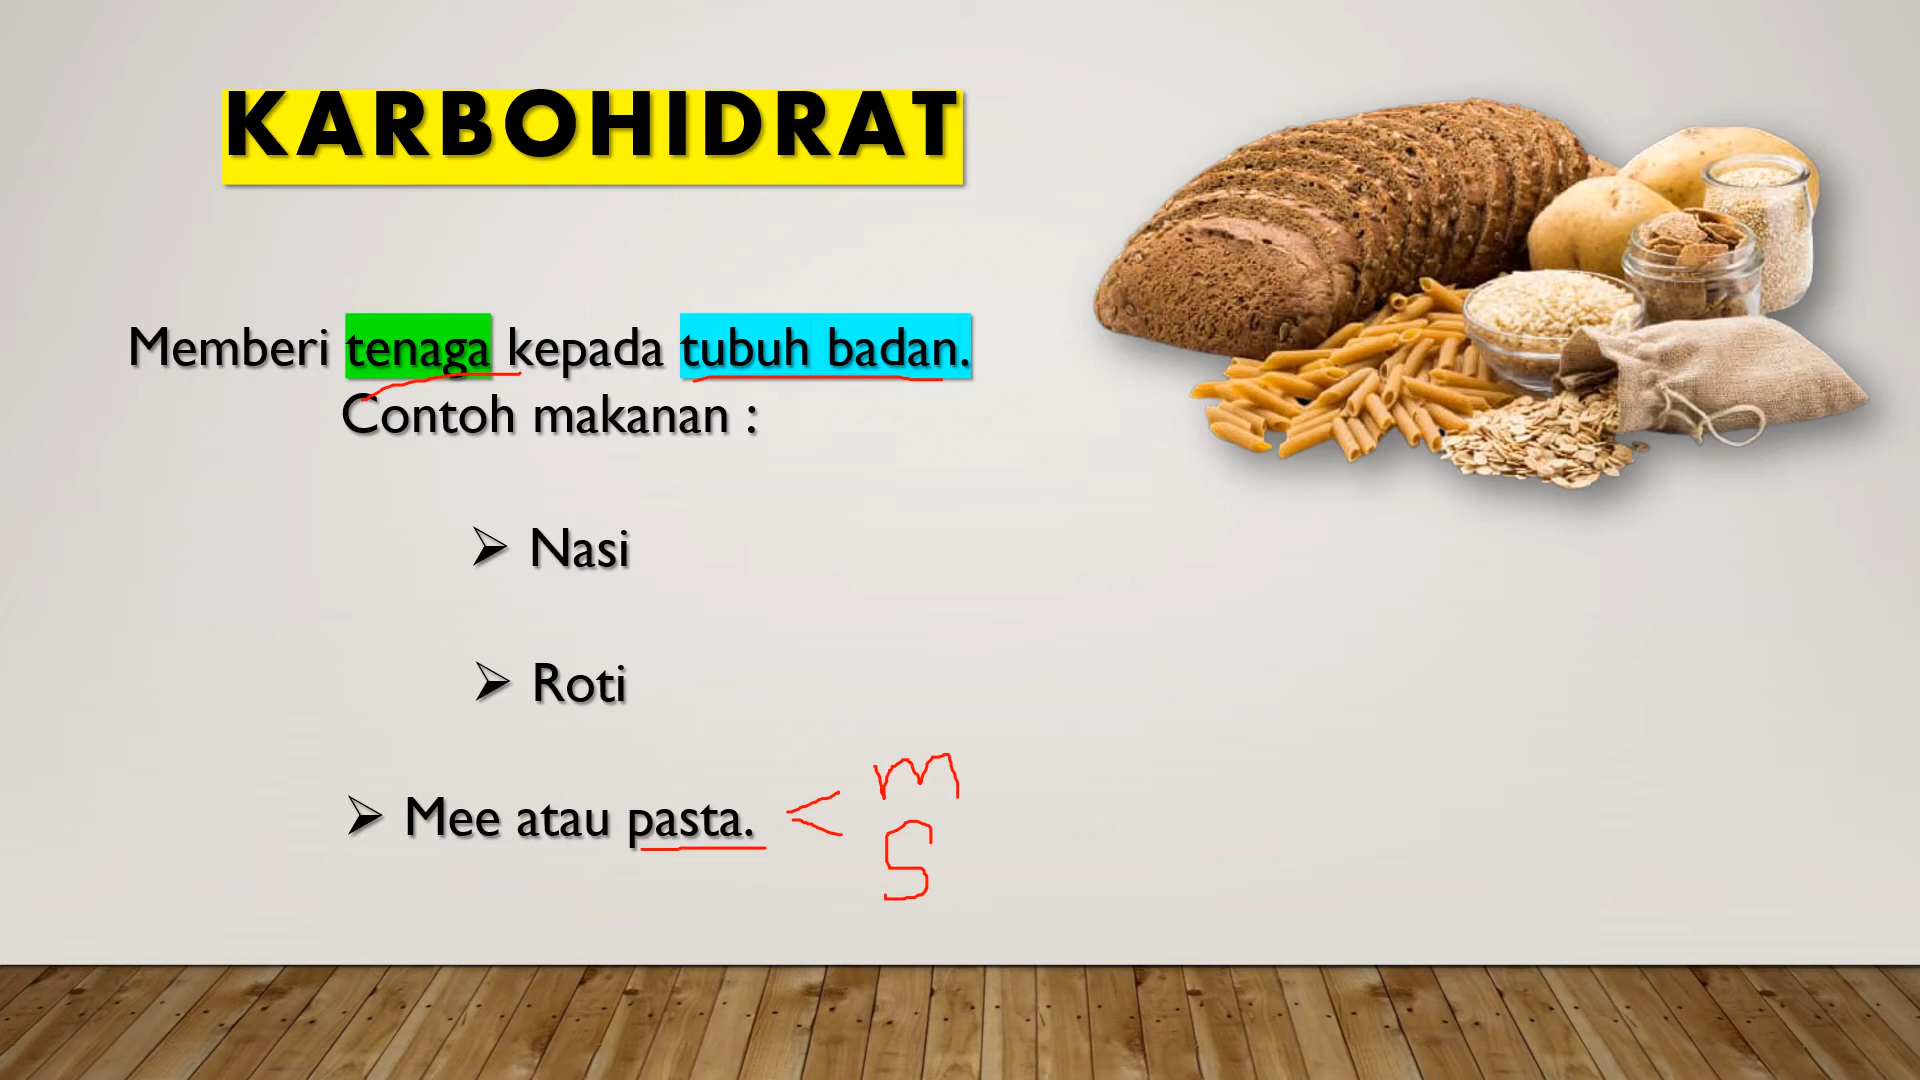 KARBOHIDRAT
Memberi tenaga kepada tubuh badan.
Contoh makanan :
➢ Nasi
➢ Roti
➢ Mee atau pasta. < m
S